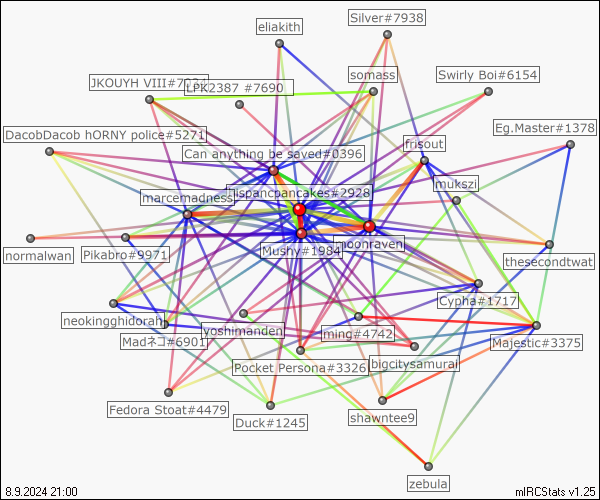 Silver#7938
eliakith
somass
Swirly Boi#6154
JKOUYH VIII#7
LPK2387 #7690
Eg.Master#1378
DacobDacob hORNY police#5271
frisout
Can anything be saved#0396
mukszi
hispancpancakes#2928
marcemadness
moonraven
Mushy#1984
normalwan
Pikabro#9971
thesecondtwat
Cypha#1717
neokingghidorah
yoshinanden
ming#4742
Madネコ#6901
Majestic#3375
Pocket Persona#3326
bigcitysamurai
Fedora Stoat#4479
Duck#1245
shawntee9
zebula
8.9.2024 21:00
mIRCStats v1.25